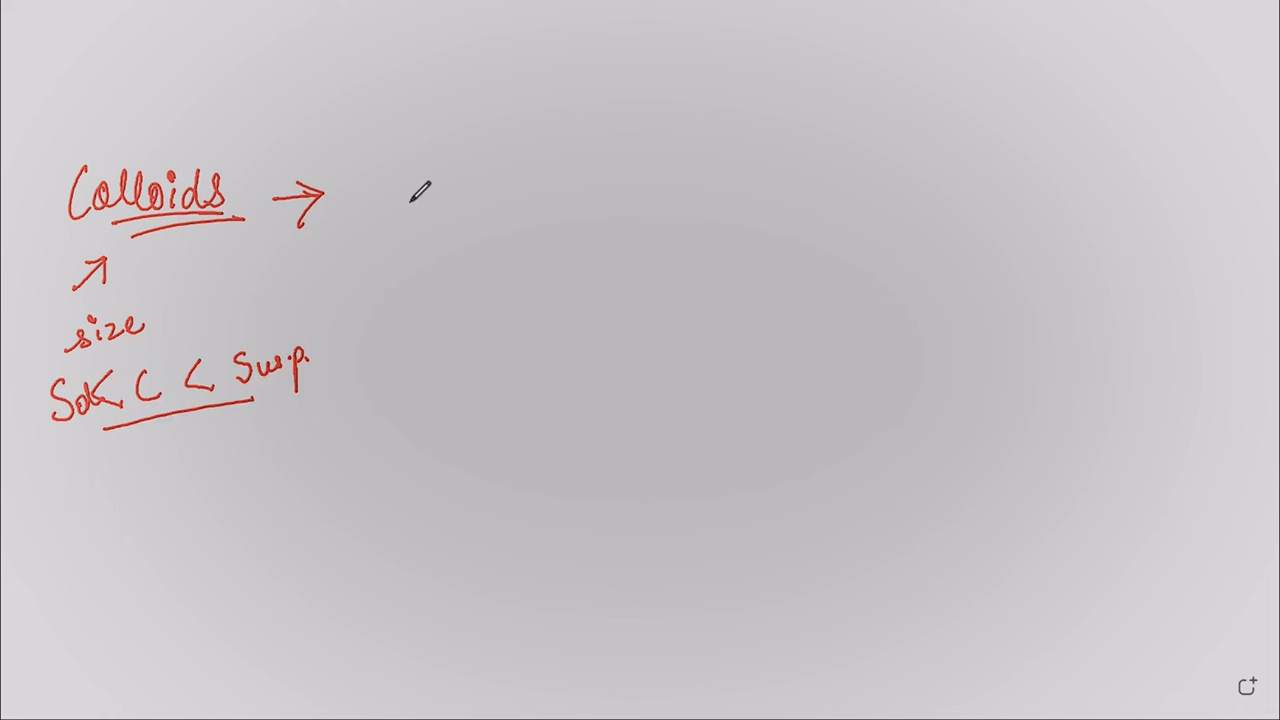 Colloids →
↗
size
Sol< C < Susp.